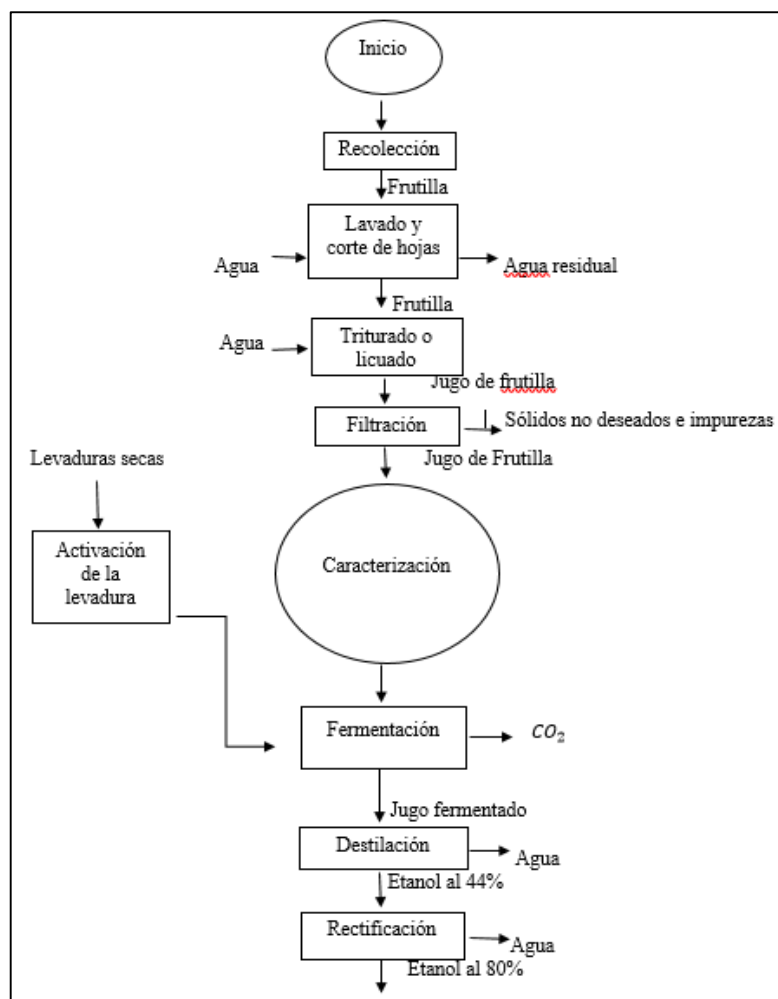 Inicio
Recolección
Frutilla
Lavado y
corte de hojas
Agua
Agua residual
Frutilla
Triturado o
licuado
Agua
Jugo de frutilla
Filtración
Sólidos no deseados e impurezas
Jugo de Frutilla
Levaduras secas
Activación
de la
levadura
Caracterización
Fermentación
CO₂
Jugo fermentado
Destilación
Agua
Etanol al 44%
Rectificación
Agua
Etanol al 80%